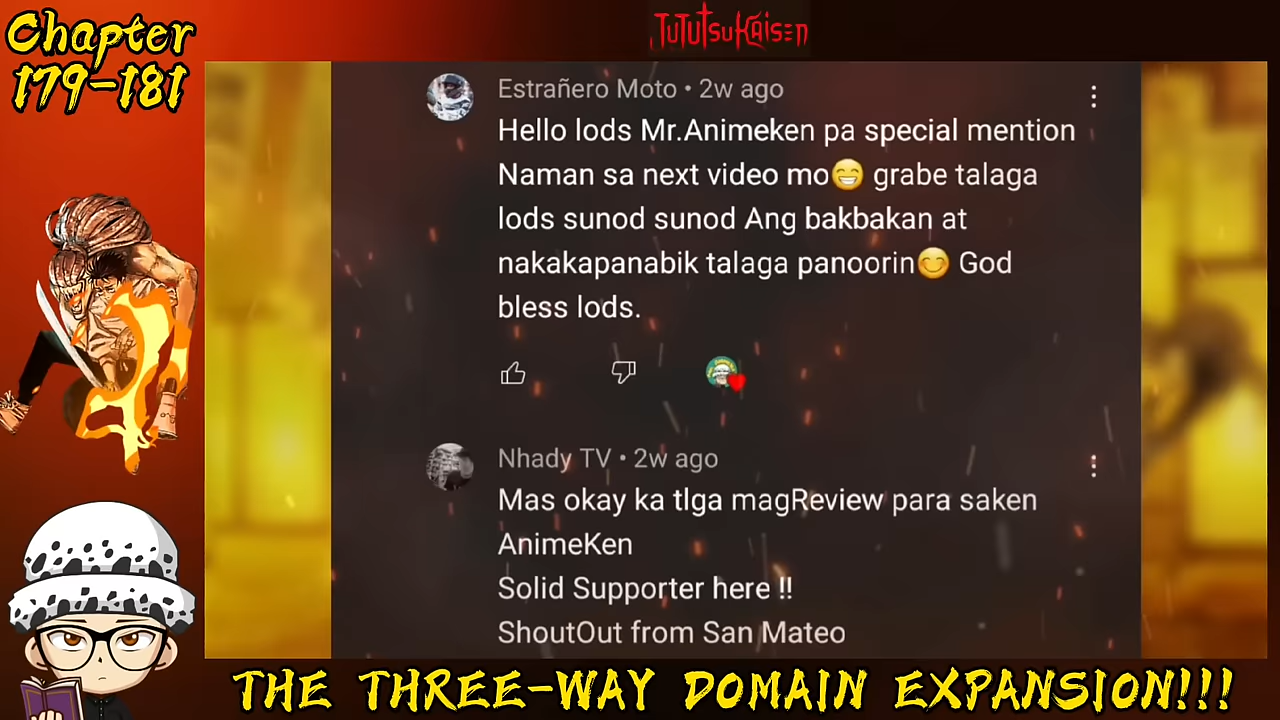 Chapter
179-181
JUJUTSU KAISEN
Estrañero Moto • 2w ago
Hello lods Mr.Animeken pa special mention
Naman sa next video mo😁 grabe talaga
lods sunod sunod Ang bakbakan at
nakakapanabik talaga panoorin😊 God
bless lods.
Nhady TV • 2w ago
Mas okay ka tlga magReview para saken
AnimeKen
Solid Supporter here !!
ShoutOut from San Mateo
THE THREE-WAY DOMAIN EXPANSION!!!